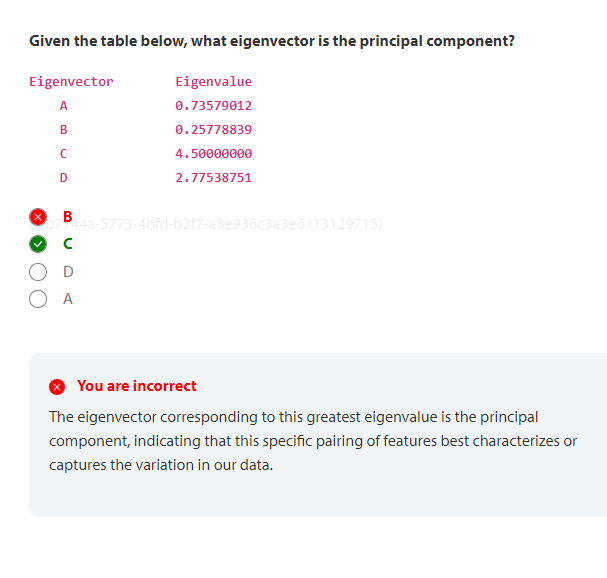 Given the table below, what eigenvector is the principal component?
Eigenvector Eigenvalue
A 0.73579012
B 0.25778839
C 4.50000000
D 2.77538751
B
44a-5773-4bfd-b2f7-a8e936c3a3e6 (13129715)
C
D
A
You are incorrect
The eigenvector corresponding to this greatest eigenvalue is the principal
component, indicating that this specific pairing of features best characterizes or
captures the variation in our data.